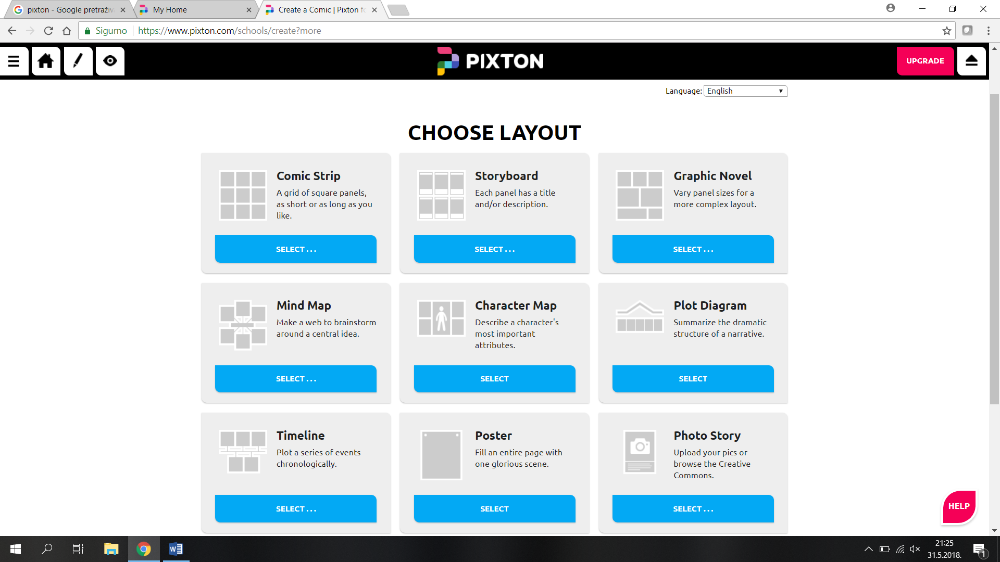 pixton - Google pretraživ
My Home
Create a Comic | Pixton fo
Sigurno
https://www.pixton.com/schools/create?more
PIXTON
UPGRADE
Language: English
CHOOSE LAYOUT
Comic Strip
A grid of square panels,
as short or as long as you
like.
SELECT . . .
Storyboard
Each panel has a title
and/or description.
SELECT . . .
Graphic Novel
Vary panel sizes for a
more complex layout.
SELECT . . .
Mind Map
Make a web to brainstorm
around a central idea.
SELECT . . .
Character Map
Describe a character's
most important
attributes.
SELECT
Plot Diagram
Summarize the dramatic
structure of a narrative.
SELECT
Timeline
Plot a series of events
chronologically.
SELECT . . .
Poster
Fill an entire page with
one glorious scene.
SELECT
Photo Story
Upload your pics or
browse the Creative
Commons.
SELECT . . .
HELP
21:25
31.5.2018.
1